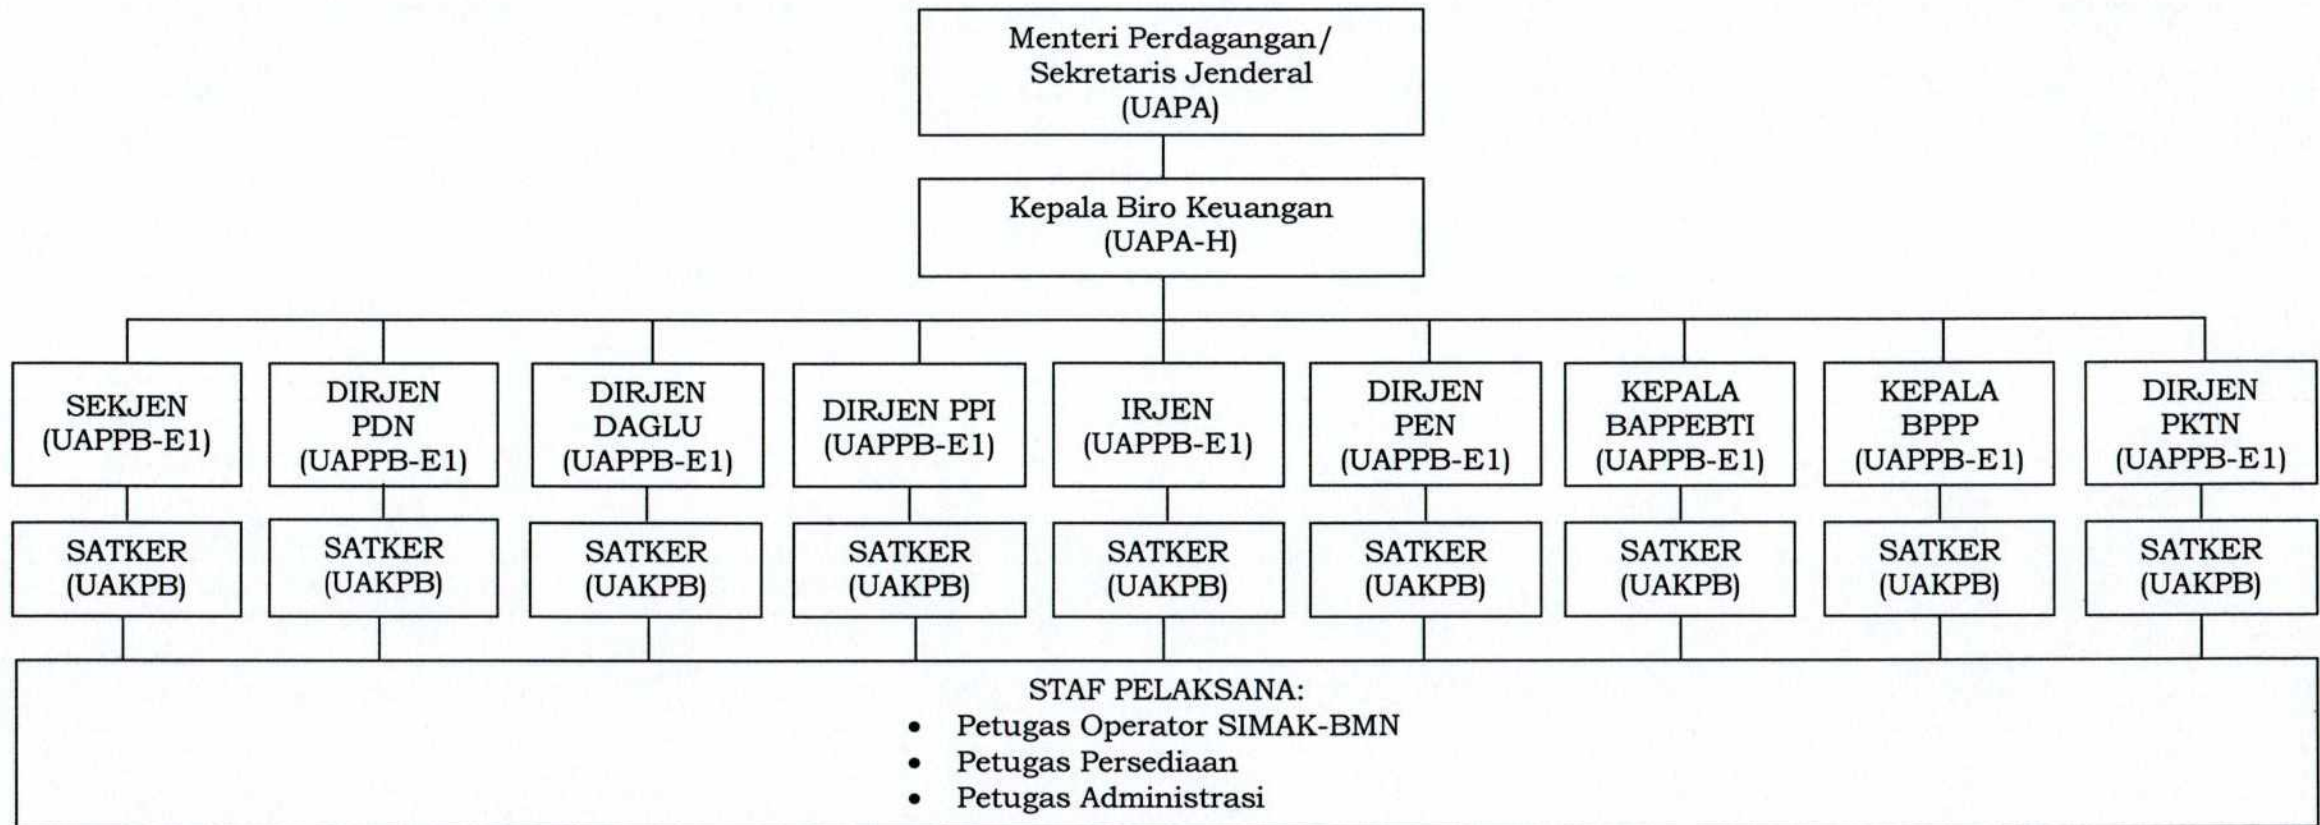 Menteri Perdagangan/
Sekretaris Jenderal
(UAPA)
Kepala Biro Keuangan
(UAPA-H)
SEKJEN
(UAPPB-E1)
DIRJEN
PDN
(UAPPB-E1)
DIRJEN
DAGLU
(UAPPB-E1)
DIRJEN PPI
(UAPPB-E1)
IRJEN
(UAPPB-E1)
DIRJEN
PEN
(UAPPB-E1)
KEPALA
BAPPEBTI
(UAPPB-E1)
KEPALA
BPPP
(UAPPB-E1)
DIRJEN
PKTN
(UAPPB-E1)
SATKER
(UAKPB)
SATKER
(UAKPB)
SATKER
(UAKPB)
SATKER
(UAKPB)
SATKER
(UAKPB)
SATKER
(UAKPB)
SATKER
(UAKPB)
SATKER
(UAKPB)
SATKER
(UAKPB)
STAF PELAKSANA:
• Petugas Operator SIMAK-BMN
• Petugas Persediaan
• Petugas Administrasi